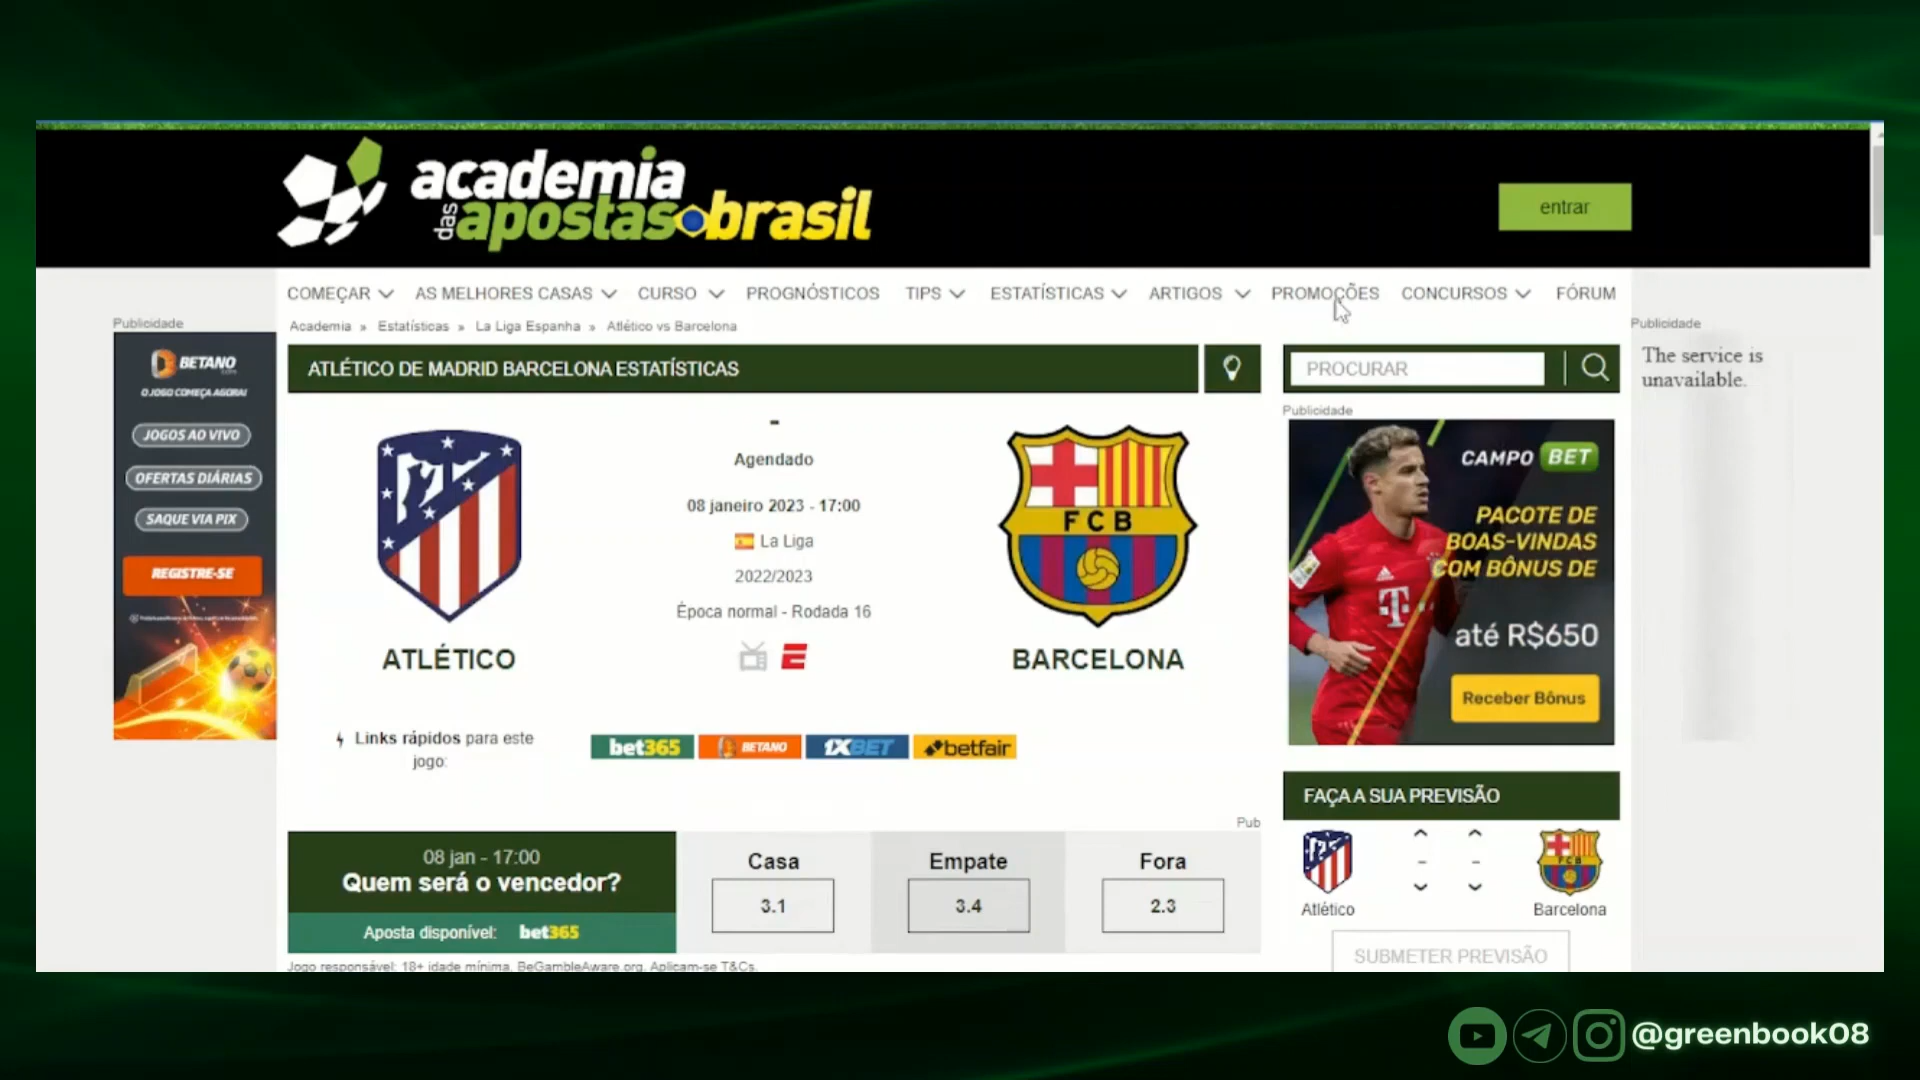 academia
das apostas brasil
entrar
COMEÇAR AS MELHORES CASAS CURSO PROGNÓSTICOS TIPS ESTATÍSTICAS ARTIGOS PROMOÇÕES CONCURSOS FÓRUM
Academia » Estatísticas » La Liga Espanha » Atlético vs Barcelona
Publicidade
BETANO
O JOGO COMEÇA AGORA!
JOGOS AO VIVO
OFERTAS DIÁRIAS
SAQUE VIA PIX
REGISTRE-SE
ATLÉTICO DE MADRID BARCELONA ESTATÍSTICAS
-
Agendado
08 janeiro 2023 - 17:00
La Liga
2022/2023
Época normal - Rodada 16
FCB
ATLÉTICO
BARCELONA
Links rápidos para este
jogo:
bet365 BETANO 1XBET betfair
Pub
08 jan - 17:00
Quem será o vencedor?
Aposta disponível: bet365
Casa Empate Fora
3.1 3.4 2.3
Jogo responsável: 18+ idade mínima. BeGambleAware.org. Aplicam-se T&Cs.
PROCURAR
Publicidade
CAMPO BET
PACOTE DE
BOAS-VINDAS
COM BÔNUS DE
até R$650
Receber Bônus
T
FAÇA A SUA PREVISÃO
- -
FCB
Atlético Barcelona
SUBMETER PREVISÃO
Publicidade
The service is
unavailable.
@greenbook08